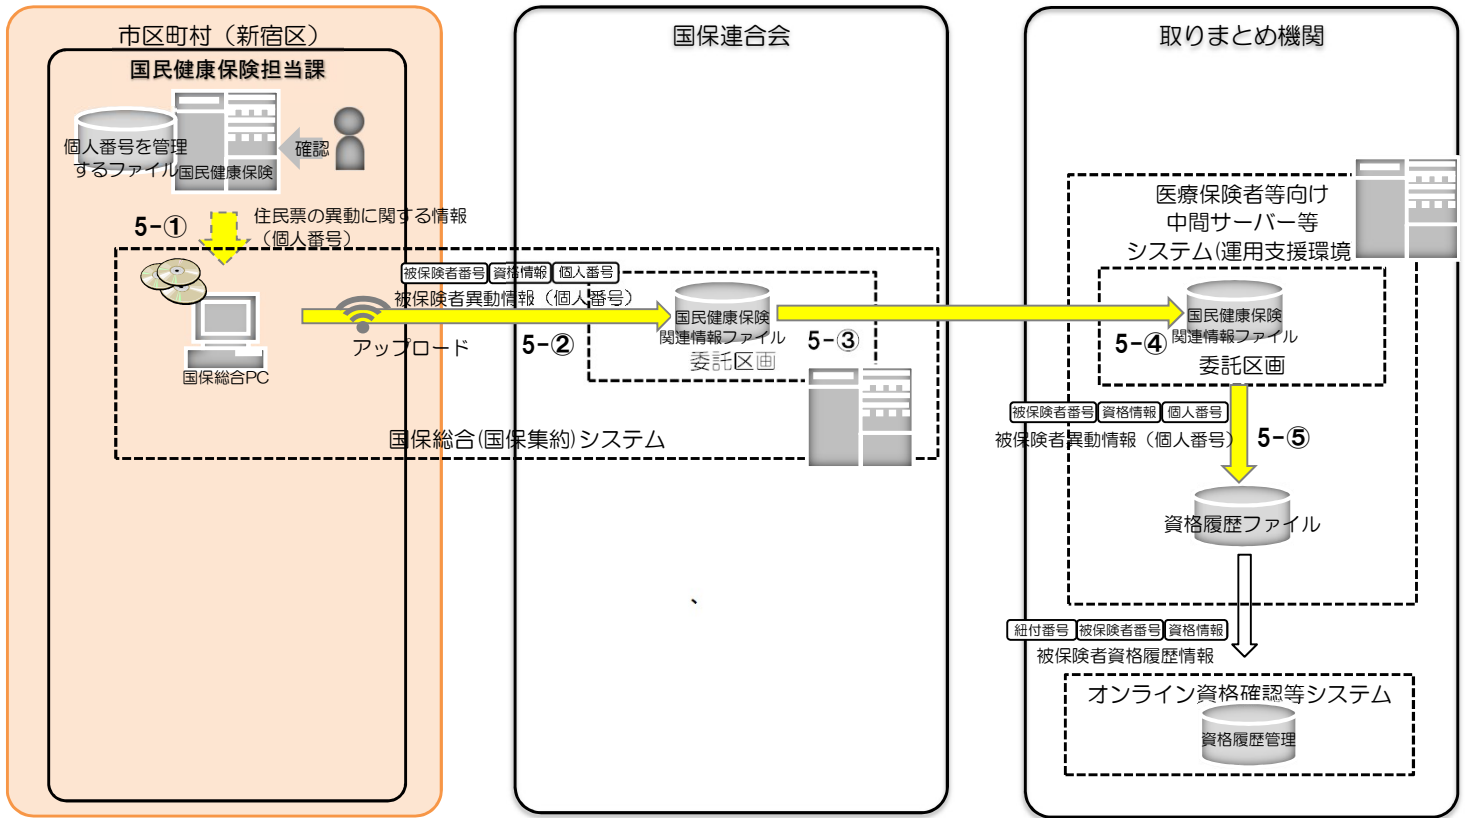 市区町村（新宿区）
国民健康保険担当課
個人番号を管理
するファイル
国民健康保険
確認
5-①
住民票の異動に関する情報
（個人番号）
被保険者番号 資格情報 個人番号
被保険者異動情報（個人番号）
アップロード
国保総合PC
5-②
国保連合会
国民健康保険
関連情報ファイル
委託区画
5-③
国保総合(国保集約)システム
、
取りまとめ機関
医療保険者等向け
中間サーバー等
システム(運用支援環境
国民健康保険
関連情報ファイル
5-④
委託区画
被保険者番号 資格情報 個人番号
被保険者異動情報（個人番号）
5-⑤
資格履歴ファイル
紐付番号 被保険者番号 資格情報
被保険者資格履歴情報
オンライン資格確認等システム
資格履歴管理